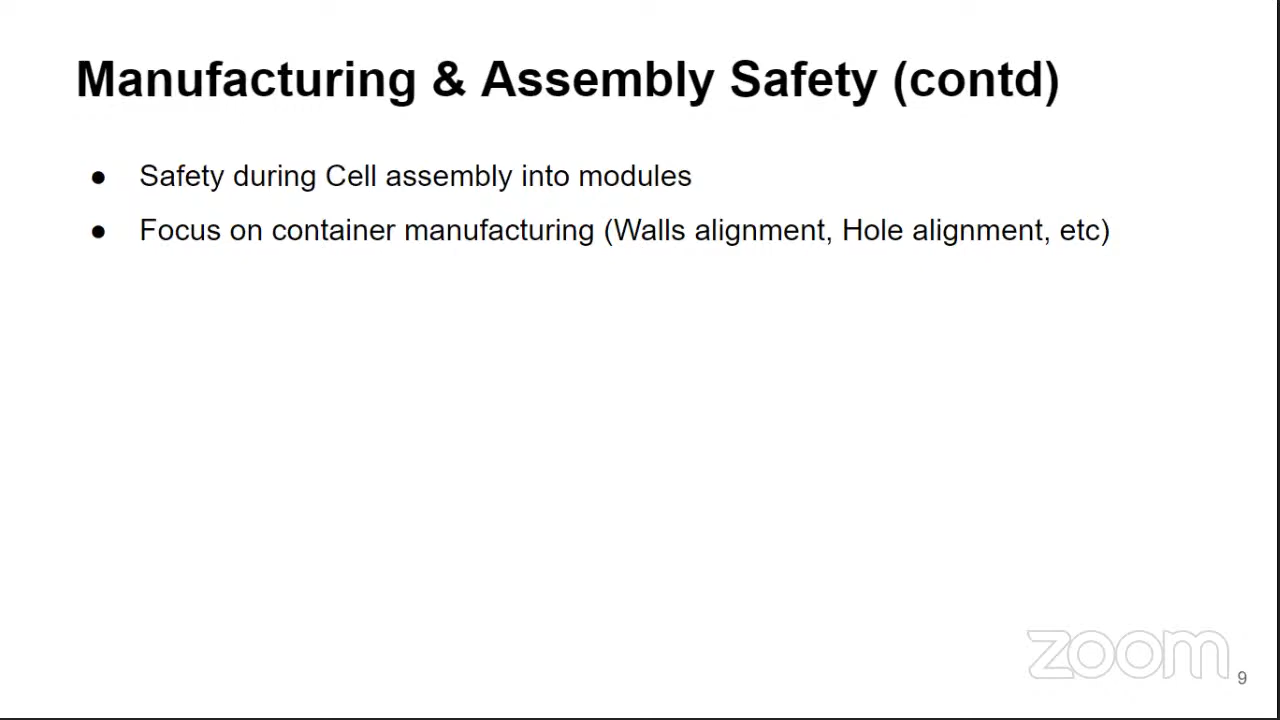 Manufacturing & Assembly Safety (contd)
● Safety during Cell assembly into modules
● Focus on container manufacturing (Walls alignment, Hole alignment, etc)
zoom
9